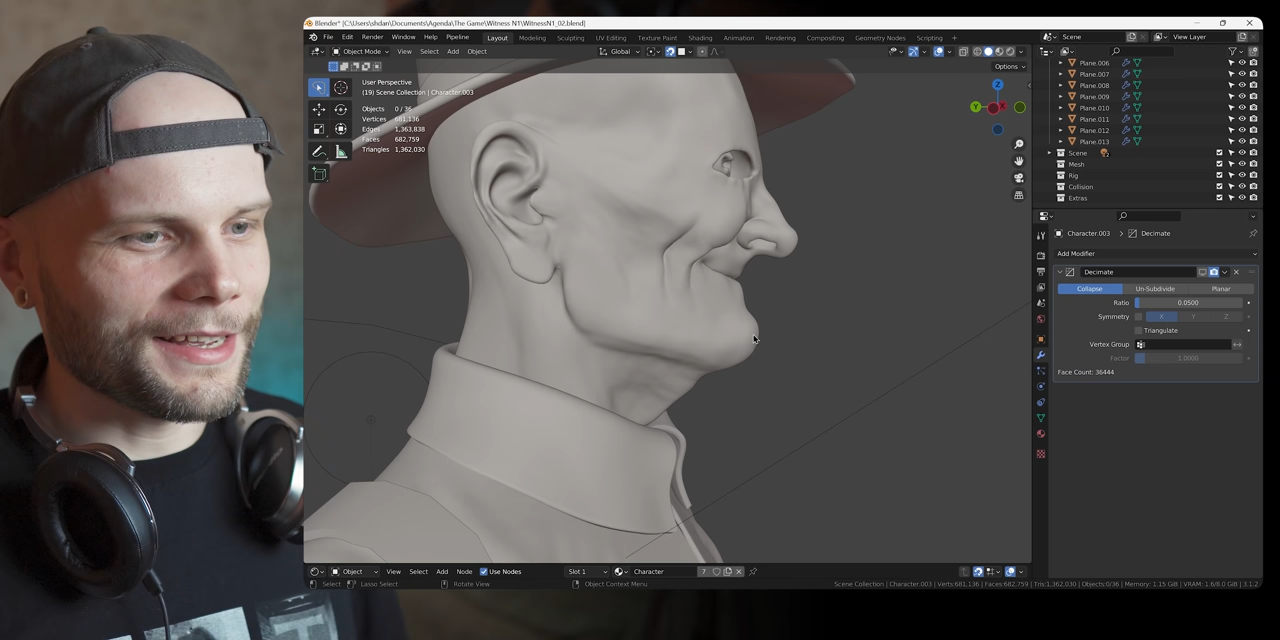 Blender* [C:\Users\shdan\Documents\Agenda\The Game\Witness N1\WitnessN1_02.blend]
File Edit Render Window Help Pipeline Layout Modeling Sculpting UV Editing Texture Paint Shading Animation Rendering Compositing Geometry Nodes Scripting + Scene View Layer
Object Mode View Select Add Object Global
Options
User Perspective
(19) Scene Collection | Character.003
Objects 0/36
Vertices 681,136
Edges 1,363,838
Faces 682,759
Triangles 1,362,030
Z
Y
X
Plane.006
Plane.007
Plane.008
Plane.009
Plane.010
Plane.011
Plane.012
Plane.013
Scene
Mesh
Rig
Collision
Extras
Character.003 > Decimate
Add Modifier
Decimate
Collapse Un-Subdivide Planar
Ratio 0.0500
Symmetry X Y Z
Triangulate
Vertex Group
Factor 1.0000
Face Count: 36444
Object View Select Add Node Use Nodes Slot 1 Character 7
Select Lasso Select Rotate View Object Context Menu Scene Collection | Character.003 | Verts:681,136 | Faces:682,759 | Tris:1,362,030 | Objects:0/36 | Memory: 1.15 GiB | VRAM: 1.6/8.0 GiB | 3.1.2